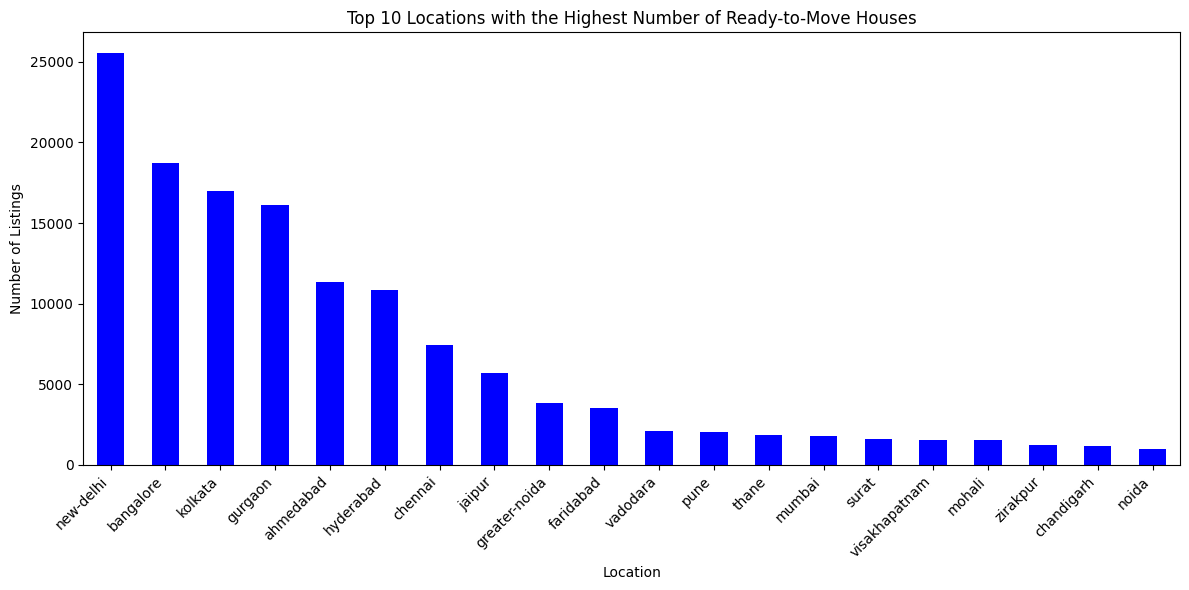 Top 10 Locations with the Highest Number of Ready-to-Move Houses
Number of Listings
25000
20000
15000
10000
5000
0
new-delhi
bangalore
kolkata
gurgaon
ahmedabad
hyderabad
chennai
jaipur
greater-noida
faridabad
vadodara
pune
thane
mumbai
surat
visakhapatnam
mohali
zirakpur
chandigarh
noida
Location